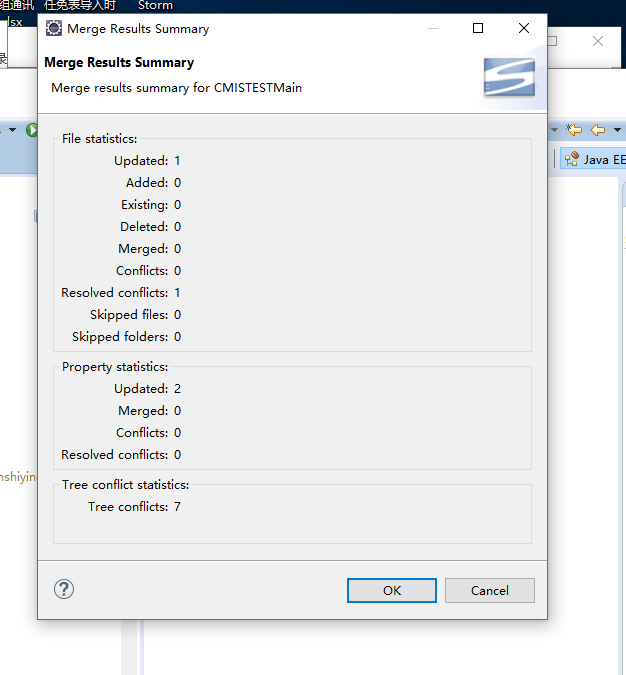 组通讯 任免表导入时 Storm
lsx
Merge Results Summary
Merge Results Summary
Merge results summary for CMISTESTMain
录
Java EE
File statistics:
Updated: 1
Added: 0
Existing: 0
Deleted: 0
Merged: 0
Conflicts: 0
Resolved conflicts: 1
Skipped files: 0
Skipped folders: 0
Property statistics:
Updated: 2
Merged: 0
Conflicts: 0
Resolved conflicts: 0
nshiying
Tree conflict statistics:
Tree conflicts: 7
OK Cancel